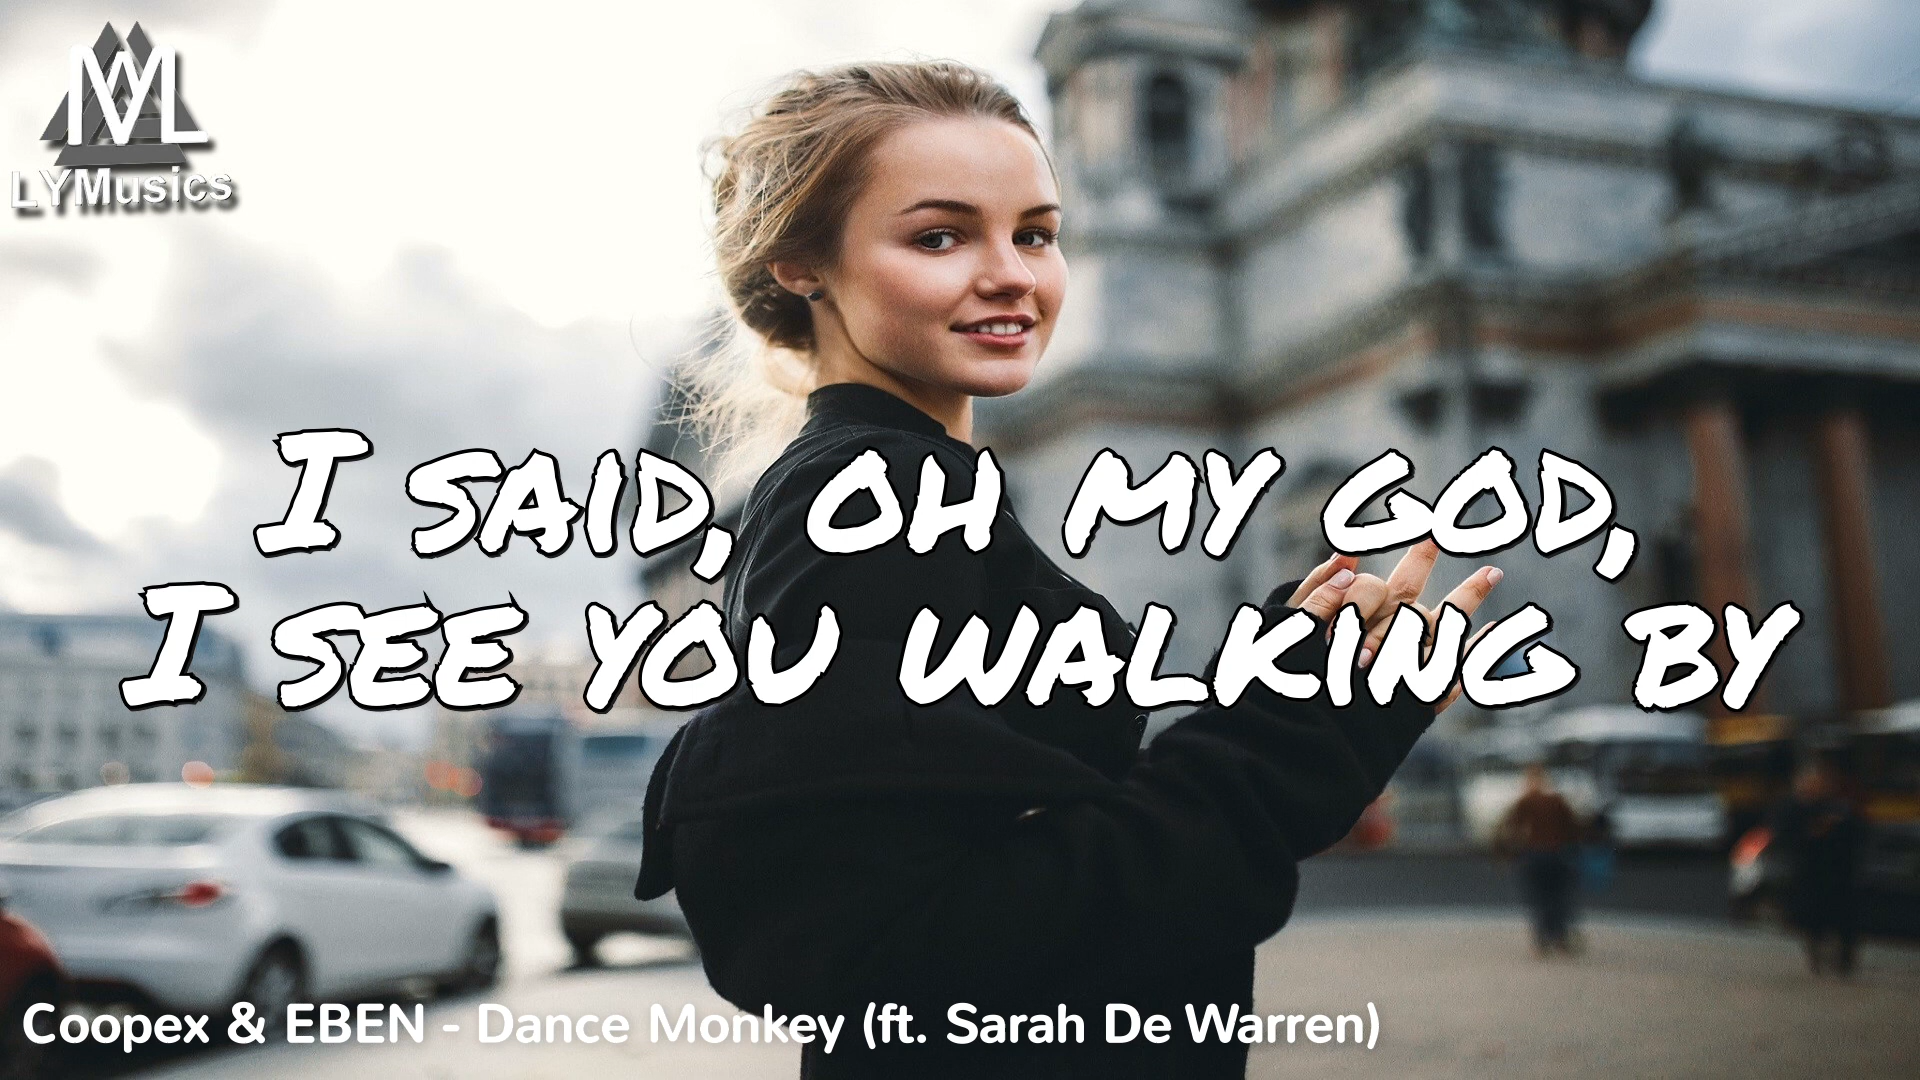 LYMusics
I SAID, OH MY GOD,
I SEE YOU WALKING BY
Coopex & EBEN - Dance Monkey (ft. Sarah De Warren)